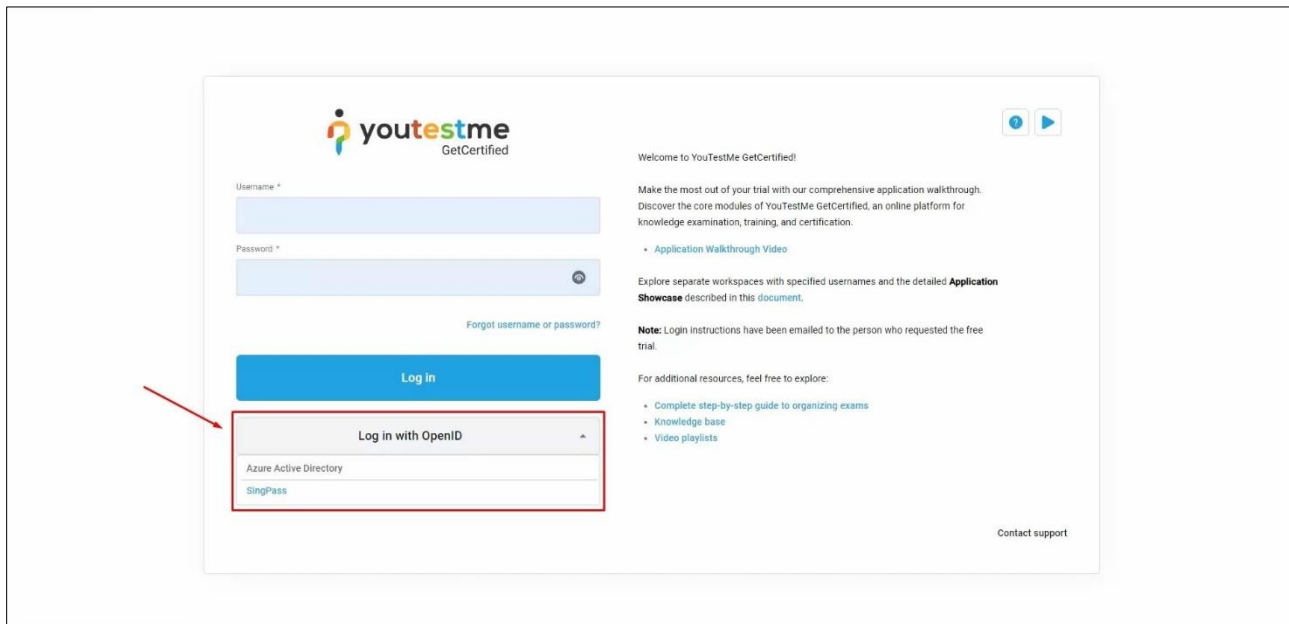 youtestme
GetCertified
Username *
Password *
Forgot username or password?
Log in
Log in with OpenID
Azure Active Directory
SingPass
?
Welcome to YouTestMe GetCertified!
Make the most out of your trial with our comprehensive application walkthrough.
Discover the core modules of YouTestMe GetCertified, an online platform for
knowledge examination, training, and certification.
• Application Walkthrough Video
Explore separate workspaces with specified usernames and the detailed Application
Showcase described in this document.
Note: Login instructions have been emailed to the person who requested the free
trial.
For additional resources, feel free to explore:
• Complete step-by-step guide to organizing exams
• Knowledge base
• Video playlists
Contact support